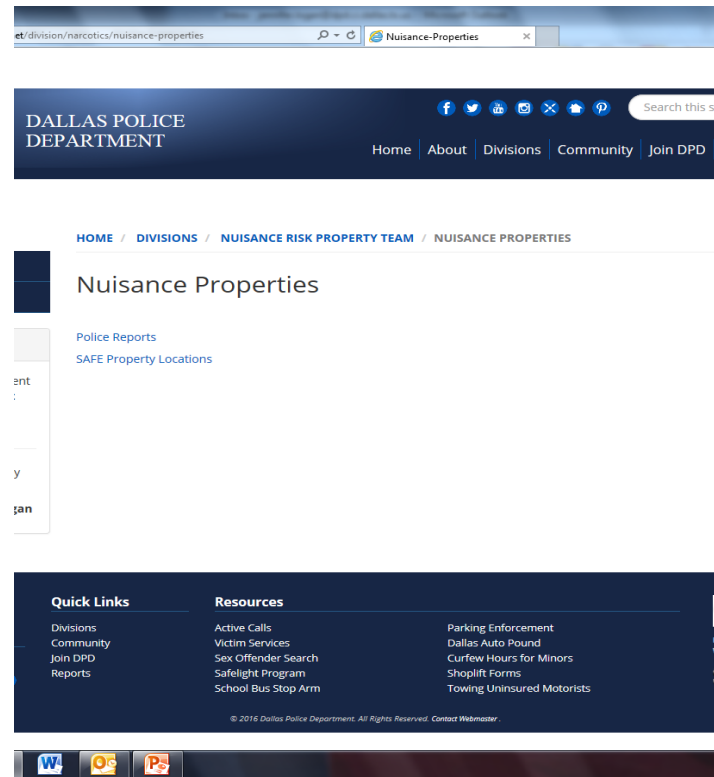 et/division/narcotics/nuisance-properties
Nuisance-Properties
DALLAS POLICE
DEPARTMENT
Search this s
Home About Divisions Community Join DPD
HOME / DIVISIONS / NUISANCE RISK PROPERTY TEAM / NUISANCE PROPERTIES
Nuisance Properties
Police Reports
SAFE Property Locations
ent
y
gan
Quick Links
Divisions
Community
Join DPD
Reports
Resources
Active Calls
Victim Services
Sex Offender Search
Safelight Program
School Bus Stop Arm
Parking Enforcement
Dallas Auto Pound
Curfew Hours for Minors
Shoplift Forms
Towing Uninsured Motorists
© 2016 Dallas Police Department. All Rights Reserved. Contact Webmaster .